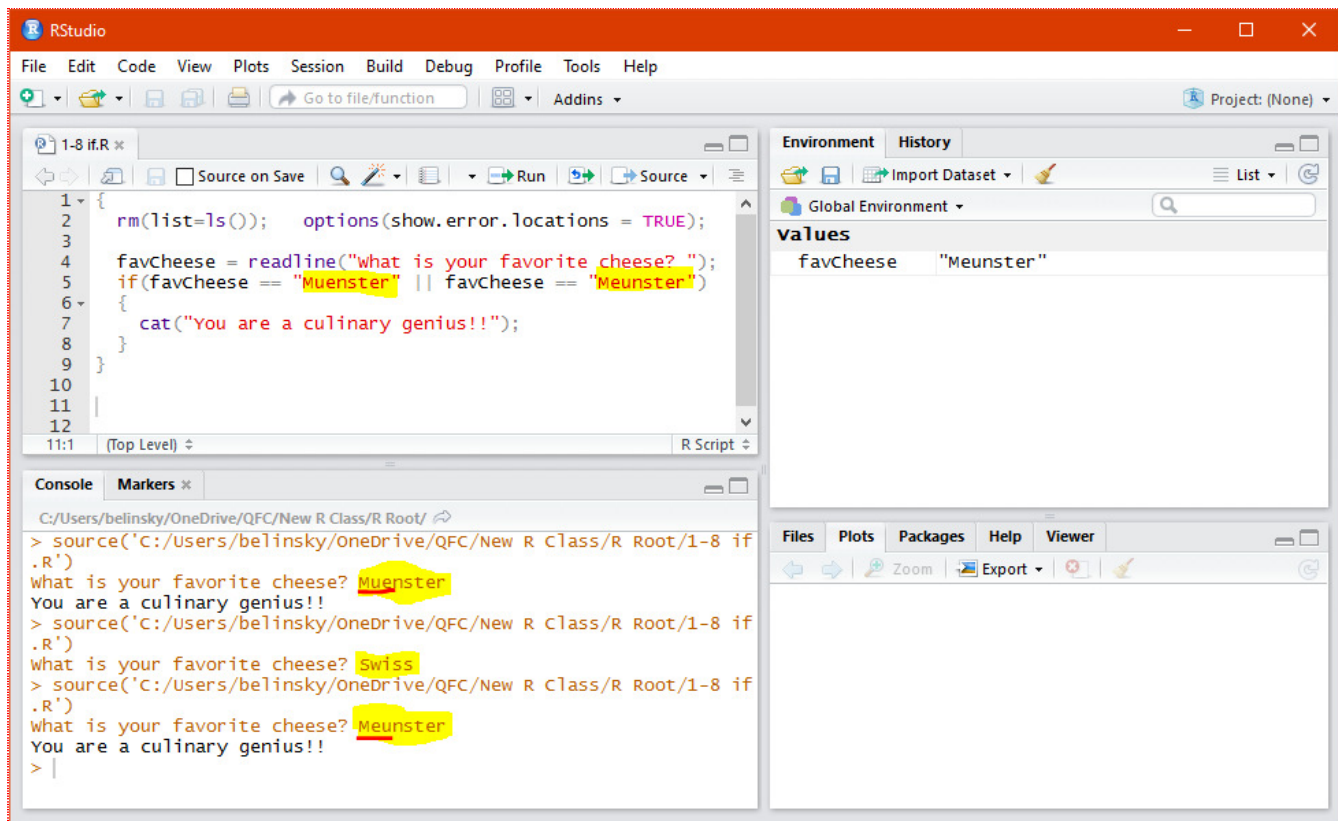 RStudio
File Edit Code View Plots Session Build Debug Profile Tools Help
Go to file/function Addins Project: (None)
1-8 if.R
Source on Save Run Source
1 {
2 rm(list=ls()); options(show.error.locations = TRUE);
3
4 favCheese = readline("What is your favorite cheese? ");
5 if(favCheese == "Muenster" || favCheese == "Meunster")
6 {
7 cat("You are a culinary genius!!");
8 }
9 }
10
11
12
11:1 (Top Level) R Script
Console Markers
C:/Users/belinsky/OneDrive/QFC/New R Class/R Root/
> source('C:/Users/belinsky/OneDrive/QFC/New R Class/R Root/1-8 if
.R')
What is your favorite cheese? Muenster
You are a culinary genius!!
> source('C:/Users/belinsky/OneDrive/QFC/New R Class/R Root/1-8 if
.R')
What is your favorite cheese? Swiss
> source('C:/Users/belinsky/OneDrive/QFC/New R Class/R Root/1-8 if
.R')
What is your favorite cheese? Meunster
You are a culinary genius!!
>
Environment History
Import Dataset List
Global Environment
Values
favCheese "Meunster"
Files Plots Packages Help Viewer
Zoom Export